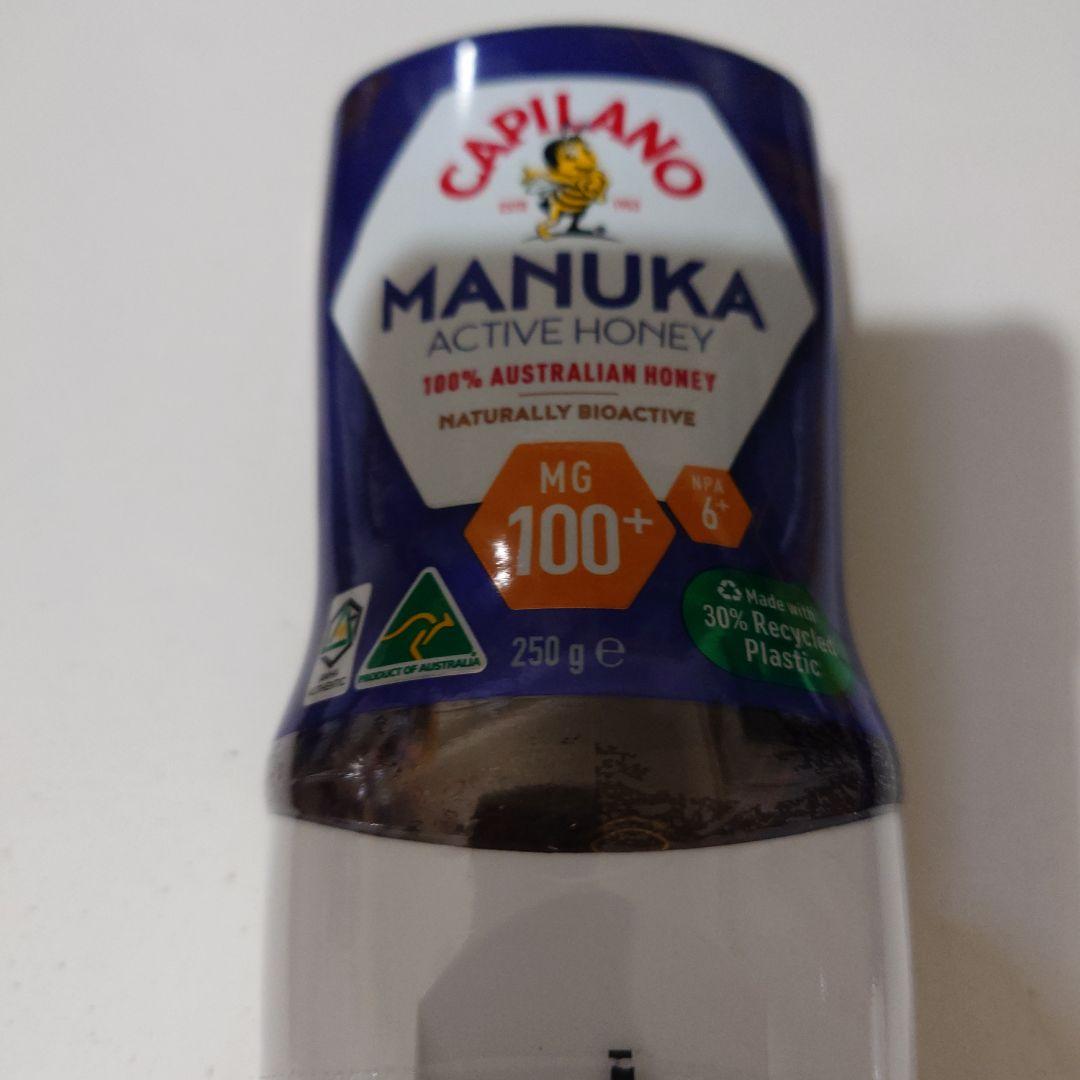 CAPILANO
MANUKA
ACTIVE HONEY
100% AUSTRALIAN HONEY
NATURALLY BIOACTIVE
MG
100+
NPA
6+
Made with
30% Recycled
Plastic
250 g ℮
PRODUCT OF AUSTRALIA
AUTHENTIC